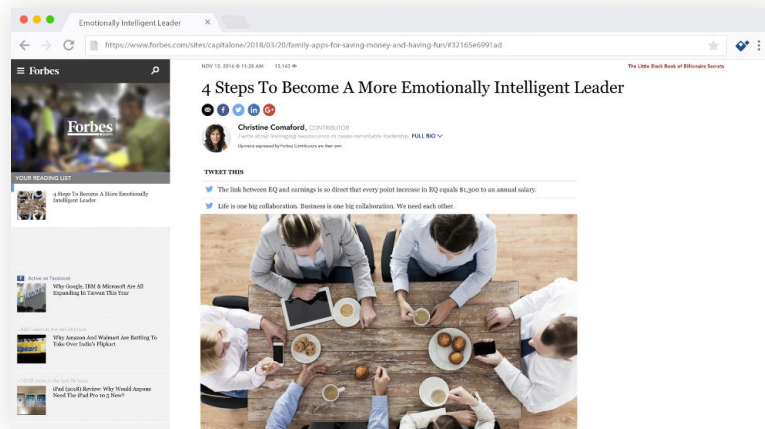 Emotionally Intelligent Leader
https://www.forbes.com/sites/capitalone/2018/03/20/family-apps-for-saving-money-and-having-fun/#32165e6991ad
Forbes
NOV 13, 2016 @ 11:28 AM 13,163
The Little Black Book of Billionaire Secrets
4 Steps To Become A More Emotionally Intelligent Leader
Christine Comaford, CONTRIBUTOR
I write about leveraging neuroscience to create remarkable leadership. FULL BIO
Opinions expressed by Forbes Contributors are their own.
Forbes
YOUR READING LIST
4 Steps To Become A More Emotionally
Intelligent Leader
TWEET THIS
The link between EQ and earnings is so direct that every point increase in EQ equals $1,300 to an annual salary.
Life is one big collaboration. Business is one big collaboration. We need each other.
Active on Facebook
Why Google, IBM & Microsoft Are All
Expanding In Taiwan This Year
Why Amazon And Walmart Are Battling To
Take Over India's Flipkart
iPad (2018) Review: Why Would Anyone
Need The iPad Pro 10.5 Now?